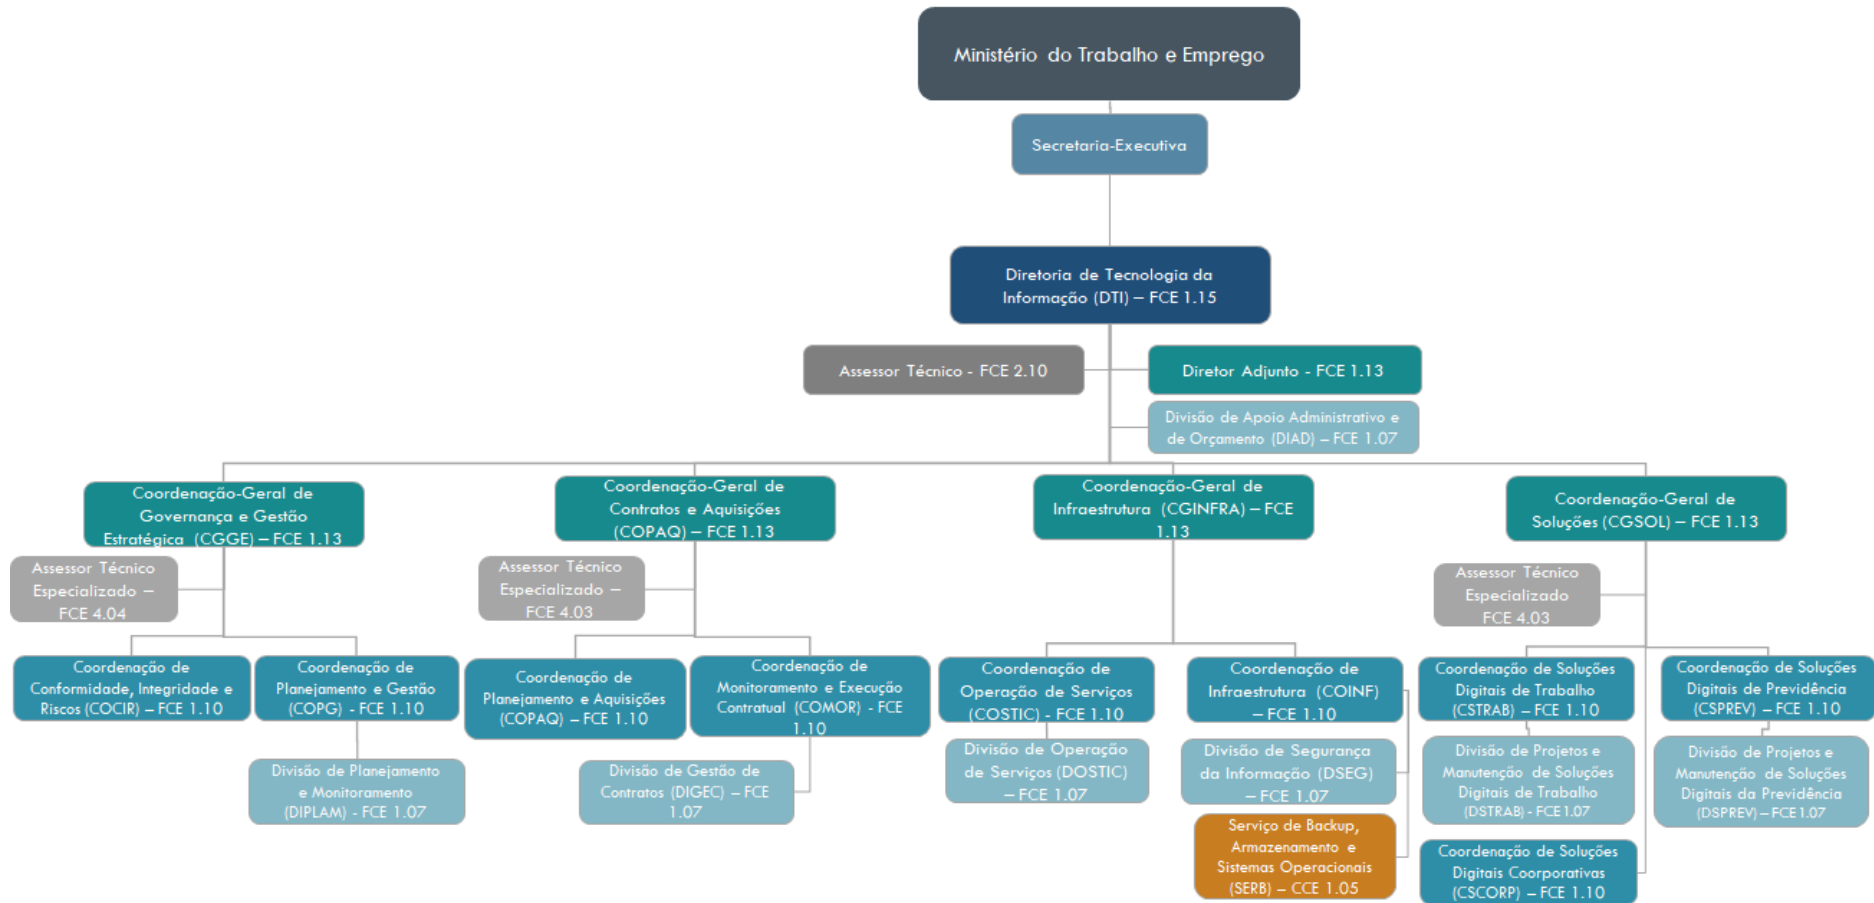 Ministério do Trabalho e Emprego
Secretaria-Executiva
Diretoria de Tecnologia da
Informação (DTI) – FCE 1.15
Assessor Técnico - FCE 2.10
Diretor Adjunto - FCE 1.13
Divisão de Apoio Administrativo e
de Orçamento (DIAD) – FCE 1.07
Coordenação-Geral de
Governança e Gestão
Estratégica (CGGE) – FCE 1.13
Coordenação-Geral de
Contratos e Aquisições
(COPAQ) – FCE 1.13
Coordenação-Geral de
Infraestrutura (CGINFRA) – FCE
1.13
Coordenação-Geral de
Soluções (CGSOL) – FCE 1.13
Assessor Técnico
Especializado –
FCE 4.04
Assessor Técnico
Especializado –
FCE 4.03
Assessor Técnico
Especializado
FCE 4.03
Coordenação de
Conformidade, Integridade e
Riscos (COCIR) – FCE 1.10
Coordenação de
Planejamento e Gestão
(COPG) - FCE 1.10
Coordenação de
Planejamento e Aquisições
(COPAQ) – FCE 1.10
Coordenação de
Monitoramento e Execução
Contratual (COMOR) - FCE
1.10
Coordenação de
Operação de Serviços
(COSTIC) - FCE 1.10
Coordenação de
Infraestrutura (COINF)
– FCE 1.10
Coordenação de Soluções
Digitais de Trabalho
(CSTRAB) – FCE 1.10
Coordenação de Soluções
Digitais de Previdência
(CSPREV) – FCE 1.10
Divisão de Planejamento
e Monitoramento
(DIPLAM) - FCE 1.07
Divisão de Gestão de
Contratos (DIGEC) – FCE
1.07
Divisão de Operação
de Serviços (DOSTIC)
– FCE 1.07
Divisão de Segurança
da Informação (DSEG)
– FCE 1.07
Divisão de Projetos e
Manutenção de Soluções
Digitais de Trabalho
(DSTRAB) - FCE 1.07
Divisão de Projetos e
Manutenção de Soluções
Digitais da Previdência
(DSPREV) – FCE 1.07
Serviço de Backup,
Armazenamento e
Sistemas Operacionais
(SERB) – CCE 1.05
Coordenação de Soluções
Digitais Coorporativas
(CSCORP) – FCE 1.10